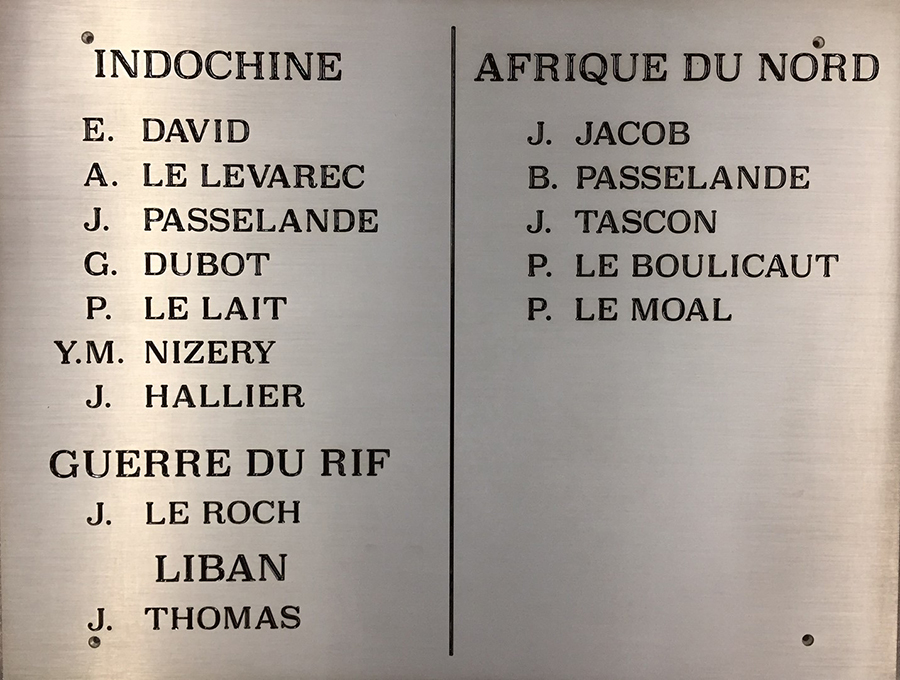 INDOCHINE
E. DAVID
A. LE LEVAREC
J. PASSELANDE
G. DUBOT
P. LE LAIT
Y.M. NIZERY
J. HALLIER
GUERRE DU RIF
J. LE ROCH
LIBAN
J. THOMAS
AFRIQUE DU NORD
J. JACOB
B. PASSELANDE
J. TASCON
P. LE BOULICAUT
P. LE MOAL